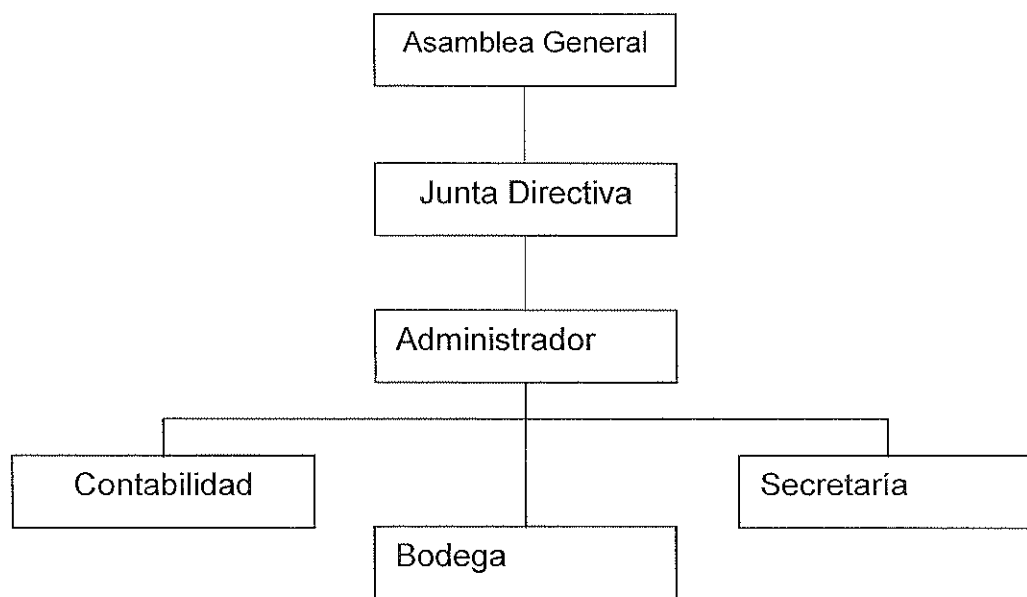 Asamblea General
Junta Directiva
Administrador
Contabilidad
Secretaría
Bodega